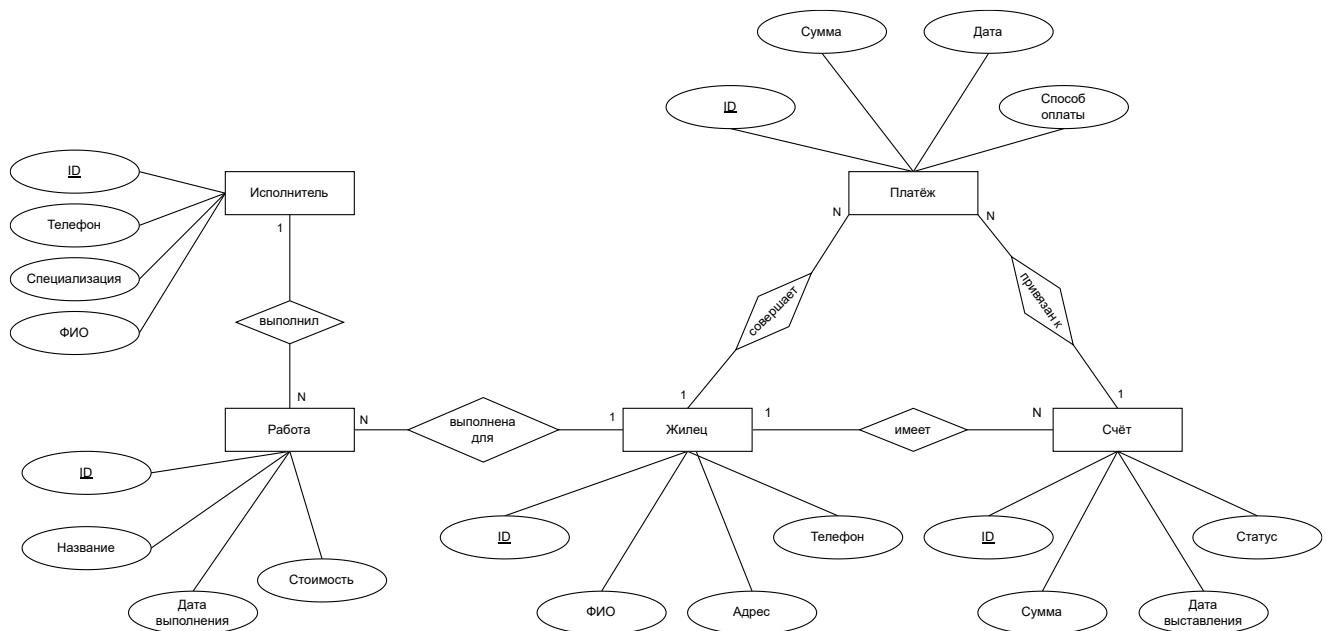 Сумма
Дата
ID
Способ
оплаты
ID
Исполнитель
Платёж
Телефон
1
N
N
Специализация
ФИО
выполнил
совершает
привязан к
N
1
1
Работа
N
выполнена
для
1
Жилец
1
имеет
N
Счёт
ID
Название
Дата
выполнения
Стоимость
ID
ФИО
Адрес
Телефон
ID
Сумма
Дата
выставления
Статус